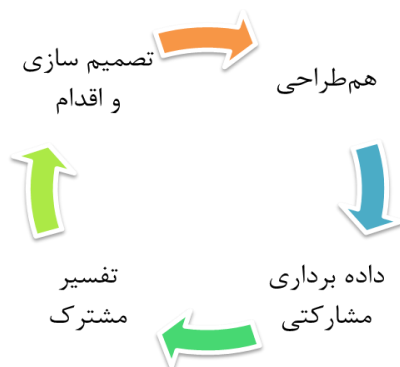 تصمیم سازی
و اقدام
هم‌طراحی
داده برداری
مشارکتی
تفسیر
مشترک